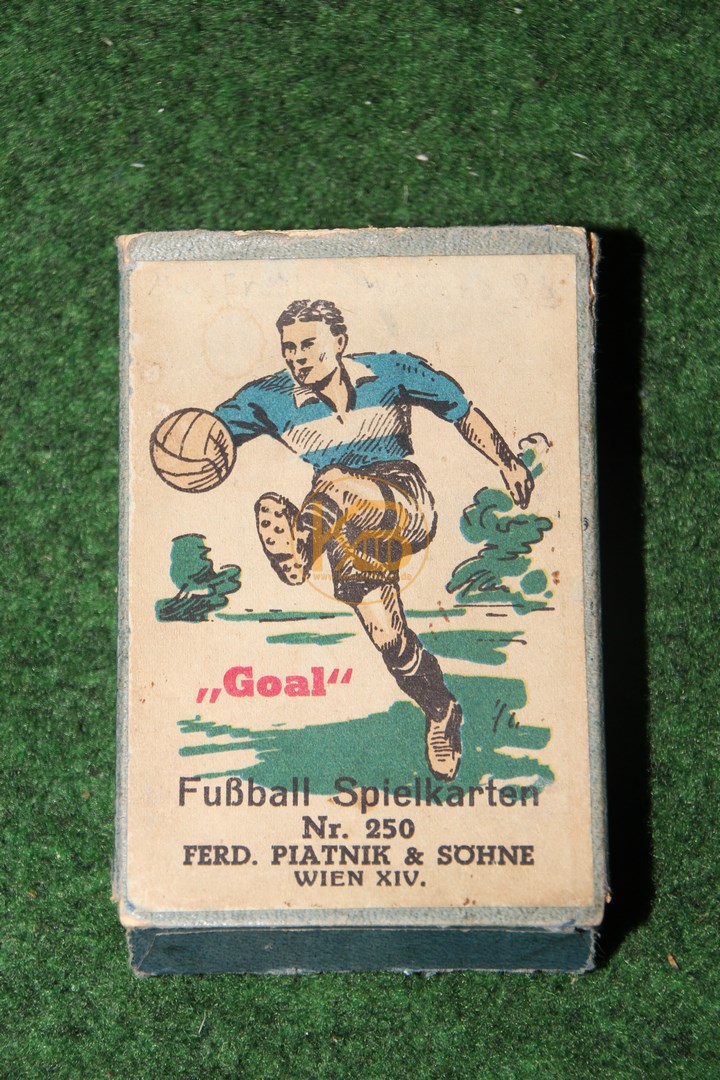 „Goal“
Fußball Spielkarten
Nr. 250
FERD. PIATNIK & SÖHNE
WIEN XIV.